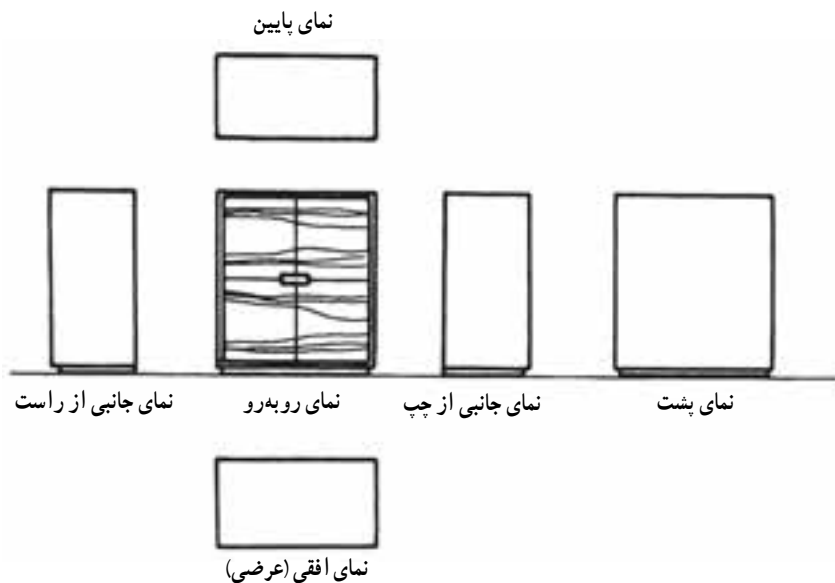 نمای پایین
نمای جانبی از راست
نمای روبه‌رو
نمای جانبی از چپ
نمای پشت
نمای افقی (عرضی)